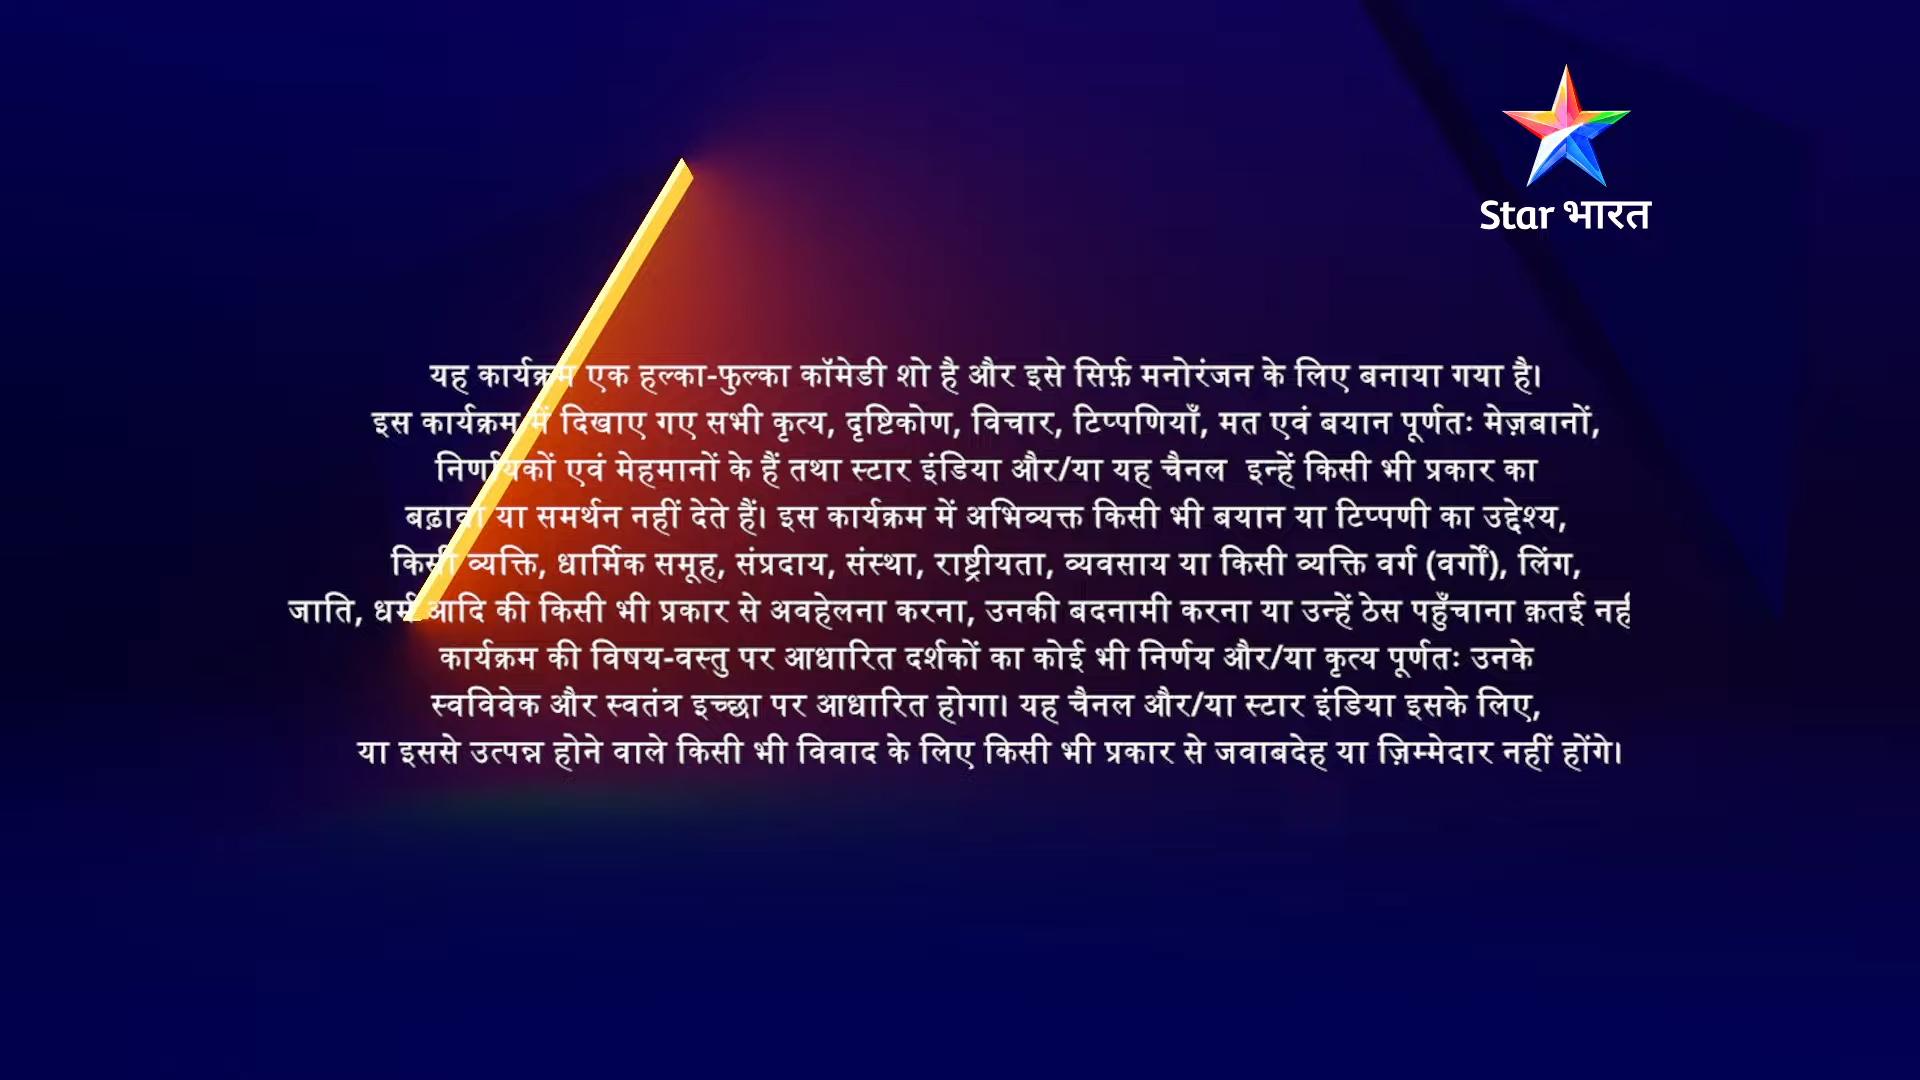 Star भारत
यह कार्यक्रम एक हल्का-फुल्का कॉमेडी शो है और इसे सिर्फ़ मनोरंजन के लिए बनाया गया है।
इस कार्यक्रम में दिखाए गए सभी कृत्य, दृष्टिकोण, विचार, टिप्पणियाँ, मत एवं बयान पूर्णतः मेज़बानों,
निर्णायकों एवं मेहमानों के हैं तथा स्टार इंडिया और/या यह चैनल इन्हें किसी भी प्रकार का
बढ़ावा या समर्थन नहीं देते हैं। इस कार्यक्रम में अभिव्यक्त किसी भी बयान या टिप्पणी का उद्देश्य,
किसी व्यक्ति, धार्मिक समूह, संप्रदाय, संस्था, राष्ट्रीयता, व्यवसाय या किसी व्यक्ति वर्ग (वर्गों), लिंग,
जाति, धर्म आदि की किसी भी प्रकार से अवहेलना करना, उनकी बदनामी करना या उन्हें ठेस पहुँचाना क़तई
कार्यक्रम की विषय-वस्तु पर आधारित दर्शकों का कोई भी निर्णय और/या कृत्य पूर्णतः उनके
स्वविवेक और स्वतंत्र इच्छा पर आधारित होगा। यह चैनल और/या स्टार इंडिया इसके लिए,
या इससे उत्पन्न होने वाले किसी भी विवाद के लिए किसी भी प्रकार से जवाबदेह या ज़िम्मेदार नहीं होंगे।